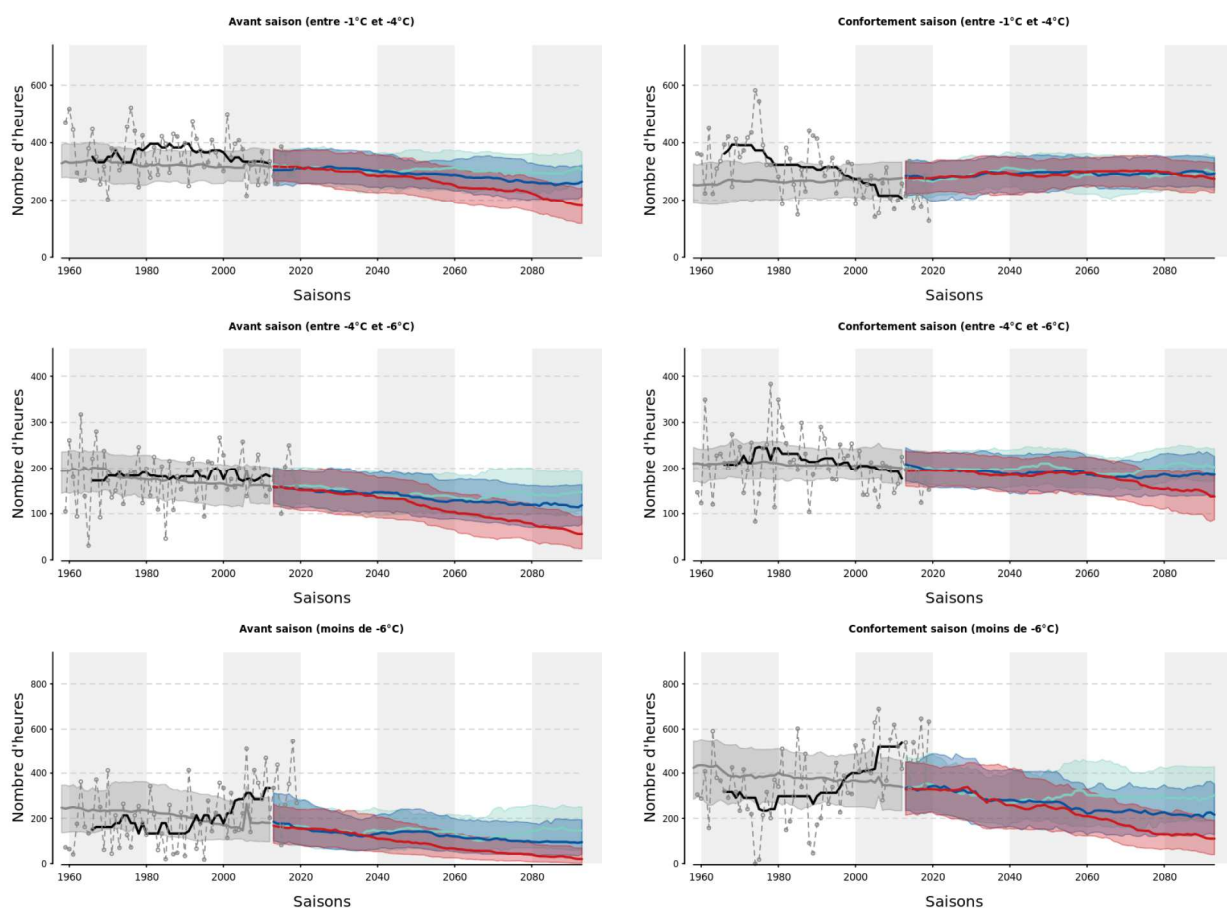 Avant saison (entre -1°C et -4°C)
Nombre d'heures
600
400
200
0
1960 1980 2000 2020 2040 2060 2080
Saisons
Confortement saison (entre -1°C et -4°C)
Nombre d'heures
600
400
200
0
1960 1980 2000 2020 2040 2060 2080
Saisons
Avant saison (entre -4°C et -6°C)
Nombre d'heures
400
300
200
100
0
1960 1980 2000 2020 2040 2060 2080
Saisons
Confortement saison (entre -4°C et -6°C)
Nombre d'heures
400
300
200
100
0
1960 1980 2000 2020 2040 2060 2080
Saisons
Avant saison (moins de -6°C)
Nombre d'heures
800
600
400
200
0
1960 1980 2000 2020 2040 2060 2080
Saisons
Confortement saison (moins de -6°C)
Nombre d'heures
800
600
400
200
0
1960 1980 2000 2020 2040 2060 2080
Saisons